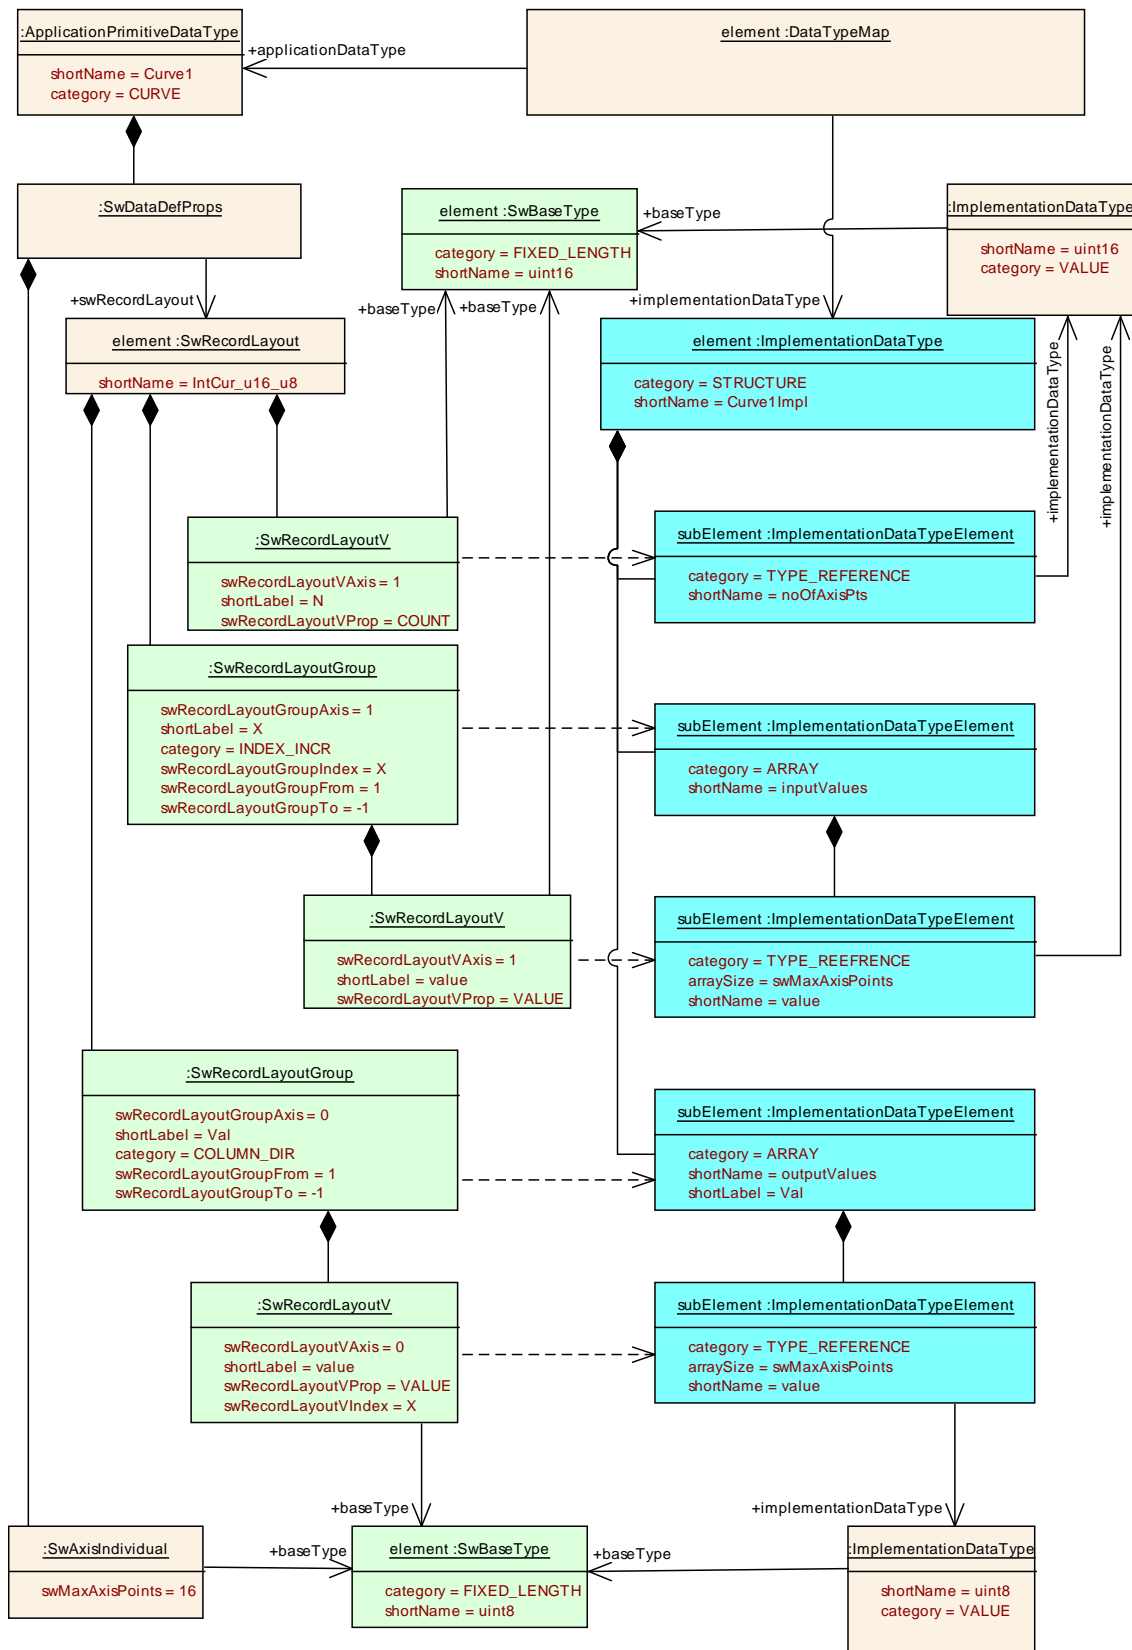 :ApplicationPrimitiveDataType
shortName = Curve1
category = CURVE
+applicationDataType
element :DataTypeMap
:SwDataDefProps
element :SwBaseType
category = FIXED_LENGTH
shortName = uint16
+baseType
:ImplementationDataType
shortName = uint16
category = VALUE
+swRecordLayout
+baseType
+baseType
+implementationDataType
element :SwRecordLayout
shortName = IntCur_u16_u8
element :ImplementationDataType
category = STRUCTURE
shortName = Curve1Impl
+implementationDataType
+implementationDataType
:SwRecordLayoutV
swRecordLayoutVAxis = 1
shortLabel = N
swRecordLayoutVProp = COUNT
subElement :ImplementationDataTypeElement
category = TYPE_REFERENCE
shortName = noOfAxisPts
:SwRecordLayoutGroup
swRecordLayoutGroupAxis = 1
shortLabel = X
category = INDEX_INCR
swRecordLayoutGroupIndex = X
swRecordLayoutGroupFrom = 1
swRecordLayoutGroupTo = -1
subElement :ImplementationDataTypeElement
category = ARRAY
shortName = inputValues
:SwRecordLayoutV
swRecordLayoutVAxis = 1
shortLabel = value
swRecordLayoutVProp = VALUE
subElement :ImplementationDataTypeElement
category = TYPE_REEFRENCE
arraySize = swMaxAxisPoints
shortName = value
:SwRecordLayoutGroup
swRecordLayoutGroupAxis = 0
shortLabel = Val
category = COLUMN_DIR
swRecordLayoutGroupFrom = 1
swRecordLayoutGroupTo = -1
subElement :ImplementationDataTypeElement
category = ARRAY
shortName = outputValues
shortLabel = Val
:SwRecordLayoutV
swRecordLayoutVAxis = 0
shortLabel = value
swRecordLayoutVProp = VALUE
swRecordLayoutVIndex = X
subElement :ImplementationDataTypeElement
category = TYPE_REFERENCE
arraySize = swMaxAxisPoints
shortName = value
+baseType
+implementationDataType
:SwAxisIndividual
swMaxAxisPoints = 16
+baseType
element :SwBaseType
category = FIXED_LENGTH
shortName = uint8
+baseType
:ImplementationDataType
shortName = uint8
category = VALUE